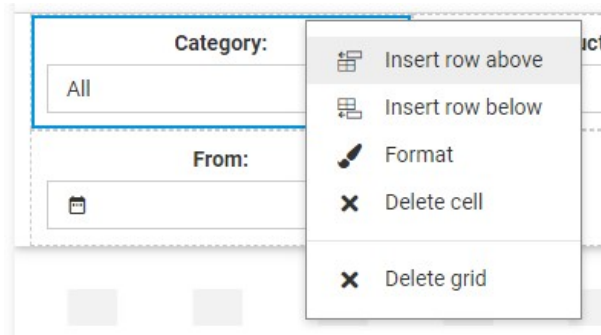 Category:
All
From:
Insert row above
Insert row below
Format
Delete cell
Delete grid